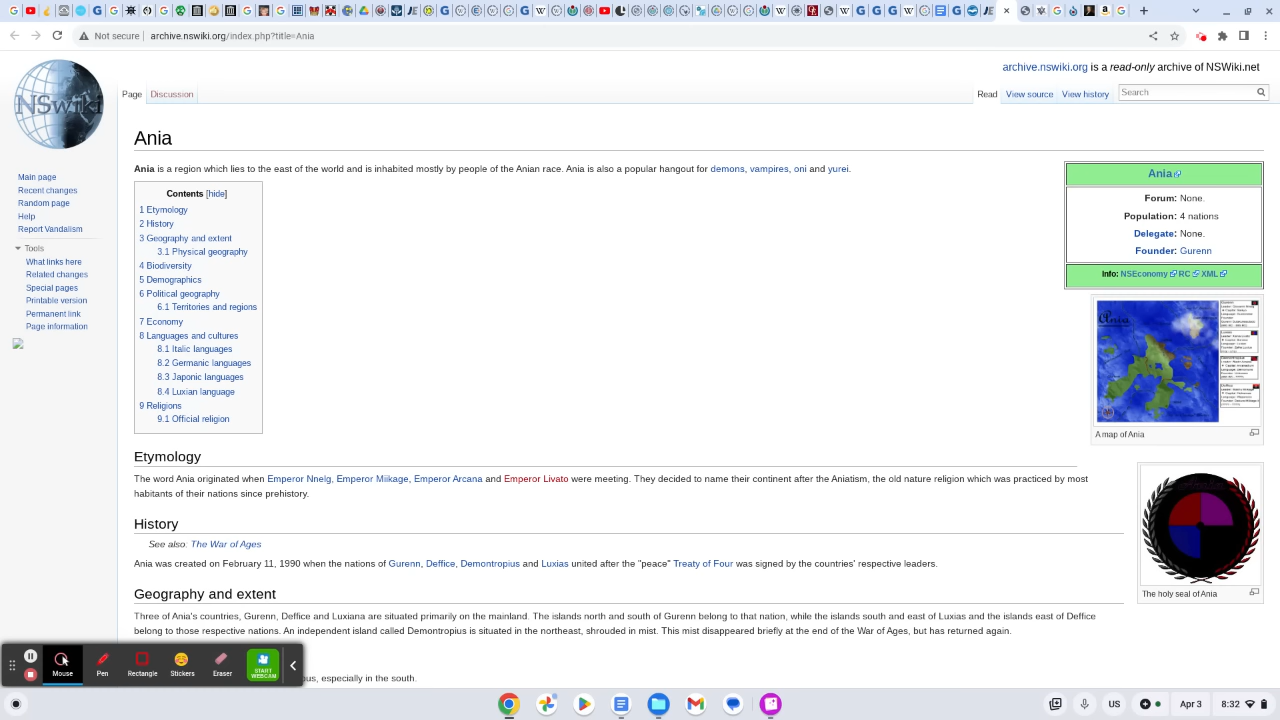 Not secure | archive.nswiki.org/index.php?title=Ania
archive.nswiki.org is a read-only archive of NSWiki.net
NSwiki
Page
Discussion
Read
View source
View history
Search
Main page
Recent changes
Random page
Help
Report Vandalism
Tools
What links here
Related changes
Special pages
Printable version
Permanent link
Page information
Ania
Ania is a region which lies to the east of the world and is inhabited mostly by people of the Anian race. Ania is also a popular hangout for demons, vampires, oni and yurei.
Contents [hide]
1 Etymology
2 History
3 Geography and extent
3.1 Physical geography
4 Biodiversity
5 Demographics
6 Political geography
6.1 Territories and regions
7 Economy
8 Languages and cultures
8.1 Italic languages
8.2 Germanic languages
8.3 Japonic languages
8.4 Luxian language
9 Religions
9.1 Official religion
Ania
Forum: None.
Population: 4 nations
Delegate: None.
Founder: Gurenn
Info: NSEconomy RC XML
Ania
A map of Ania
Etymology
The word Ania originated when Emperor Nnelg, Emperor Miikage, Emperor Arcana and Emperor Livato were meeting. They decided to name their continent after the Aniatism, the old nature religion which was practiced by most
habitants of their nations since prehistory.
History
See also: The War of Ages
Ania was created on February 11, 1990 when the nations of Gurenn, Deffice, Demontropius and Luxias united after the "peace" Treaty of Four was signed by the countries' respective leaders.
The holy seal of Ania
Geography and extent
Three of Ania's countries, Gurenn, Deffice and Luxiana are situated primarily on the mainland. The islands north and south of Gurenn belong to that nation, while the islands south and east of Luxias and the islands east of Deffice
belong to those respective nations. An independent island called Demontropius is situated in the northeast, shrouded in mist. This mist disappeared briefly at the end of the War of Ages, but has returned again.
ous, especially in the south.
Mouse
Pen
Rectangle
Stickers
Eraser
START
WEBCAM
US
Apr 3
8:32